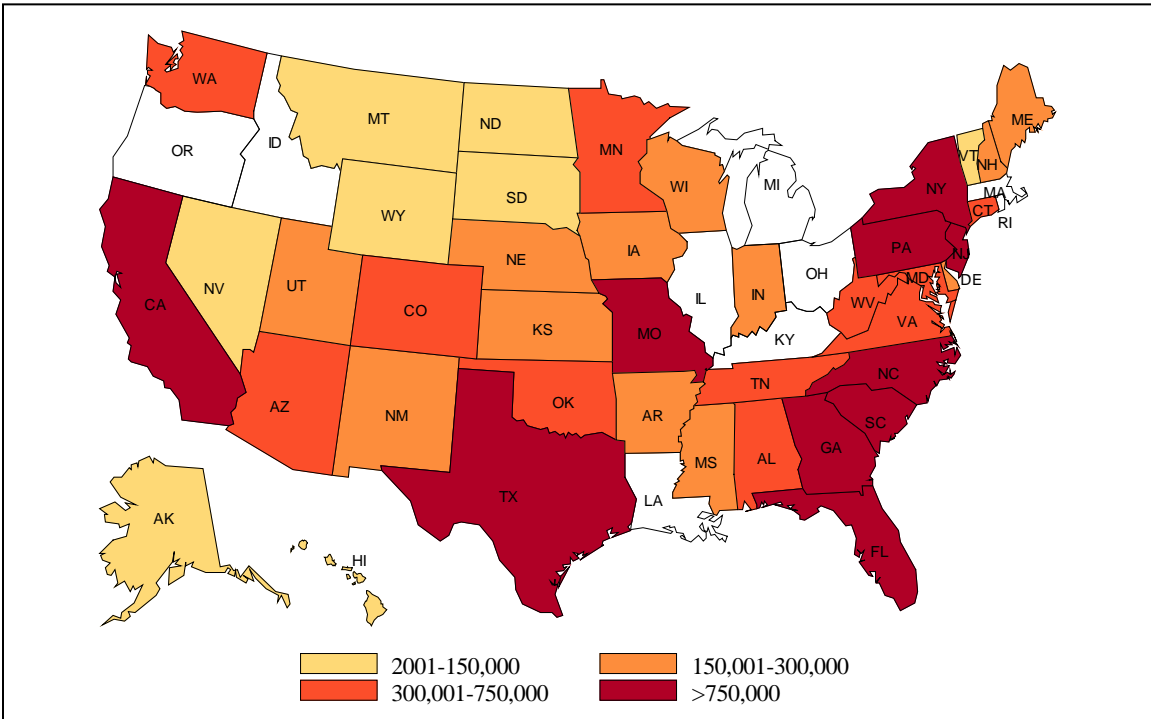 WA
MT
ND
MN
ME
OR
ID
WI
MI
VT
NH
NY
MA
CT
RI
SD
WY
IA
NE
PA
NJ
NV
UT
CO
KS
MO
IL
IN
OH
WV
MD
DE
VA
KY
CA
AZ
NM
OK
AR
TN
NC
SC
MS
AL
GA
TX
LA
FL
AK
HI
2001-150,000
150,001-300,000
300,001-750,000
>750,000